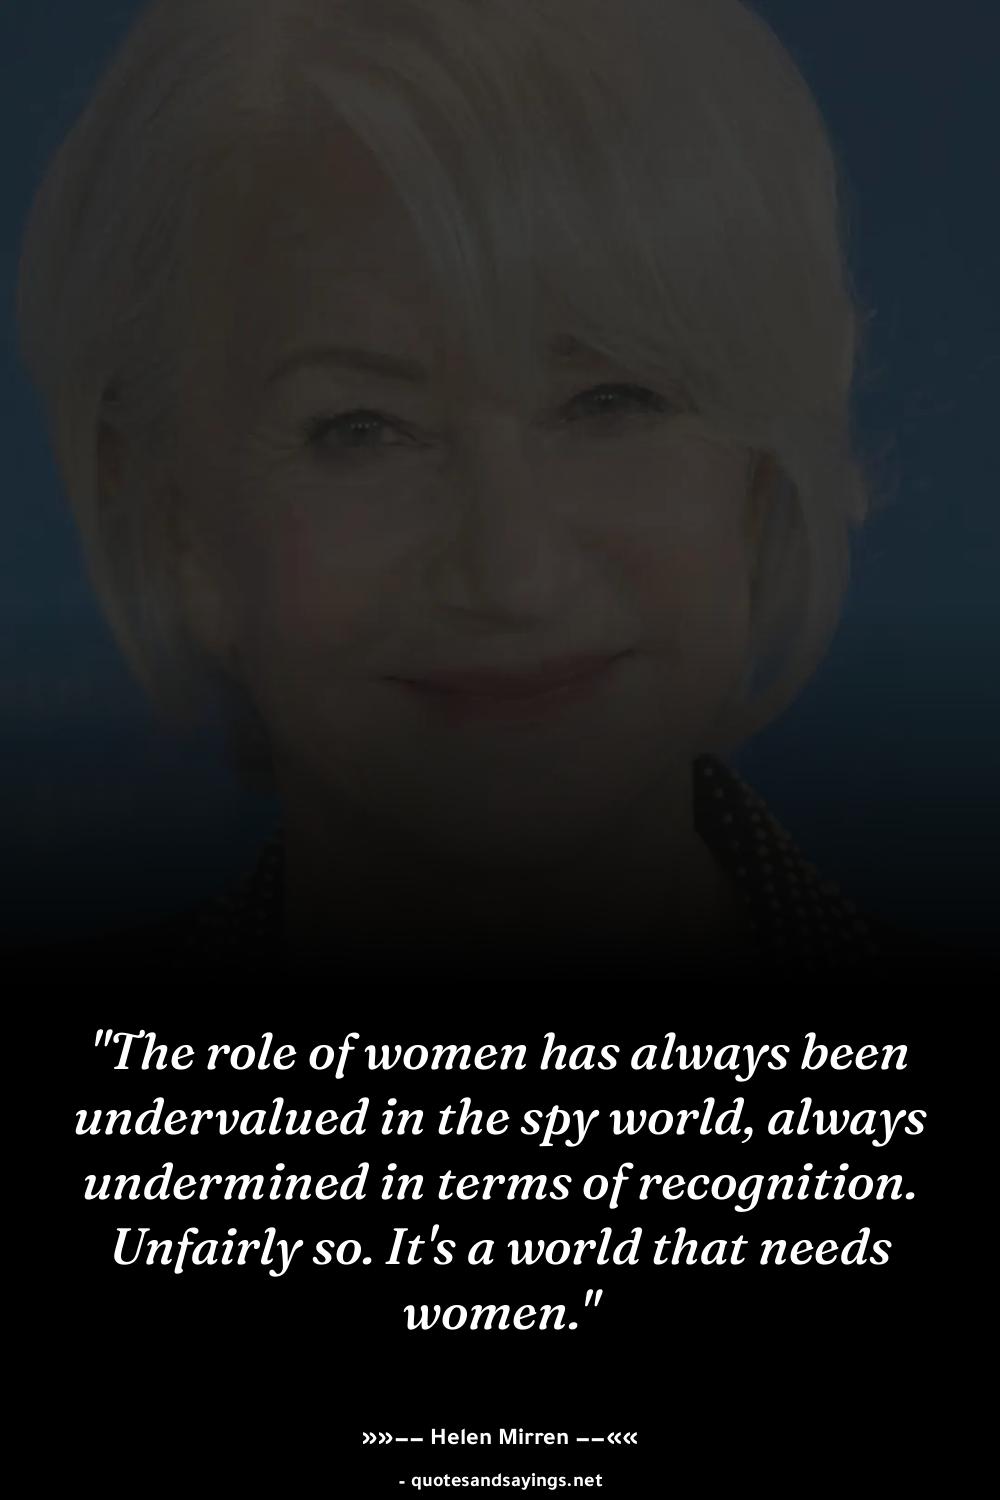 "The role of women has always been
undervalued in the spy world, always
undermined in terms of recognition.
Unfairly so. It's a world that needs
women."
»»−− Helen Mirren −−««
- quotesandsayings.net